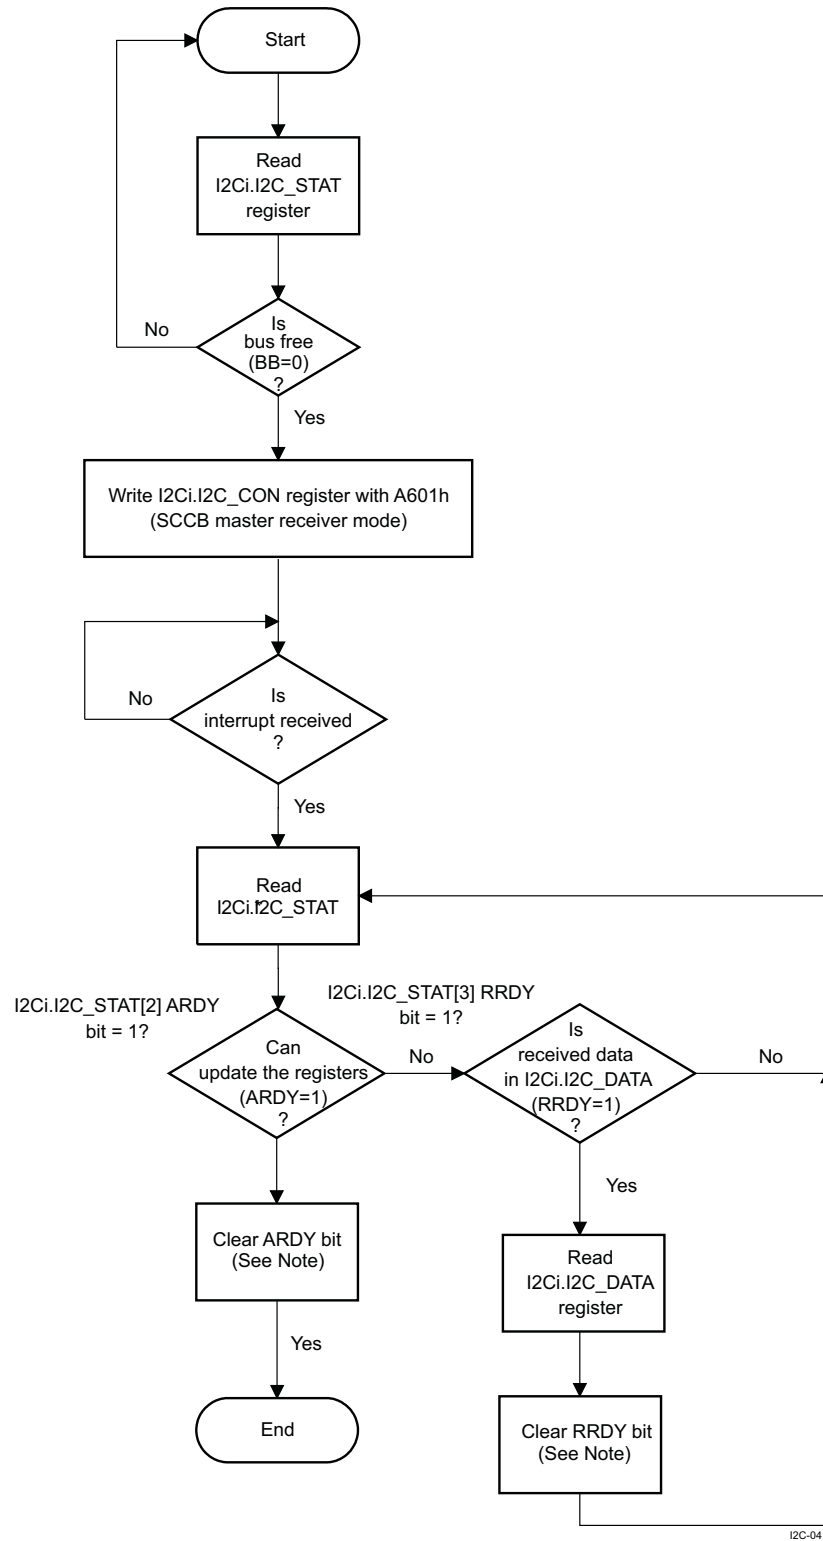 Start
Read
I2Ci.I2C_STAT
register
Is
bus free
(BB=0)
?
No
Yes
Write I2Ci.I2C_CON register with A601h
(SCCB master receiver mode)
Is
interrupt received
?
No
Yes
Read
I2Ci.I2C_STAT
I2Ci.I2C_STAT[2] ARDY
bit = 1?
Can
update the registers
(ARDY=1)
?
No
I2Ci.I2C_STAT[3] RRDY
bit = 1?
Is
received data
in I2Ci.I2C_DATA
(RRDY=1)
?
No
Yes
Clear ARDY bit
(See Note)
Yes
End
Read
I2Ci.I2C_DATA
register
Clear RRDY bit
(See Note)
I2C-04